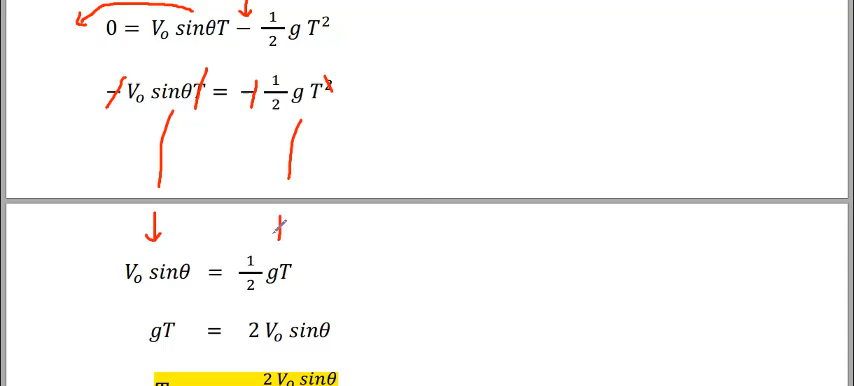 0 = V₀ sinθT − 1/2 g T²
− V₀ sinθT = − 1/2 g T²
V₀ sinθ = 1/2 gT
gT = 2 V₀ sinθ
T 2 V₀ sinθ